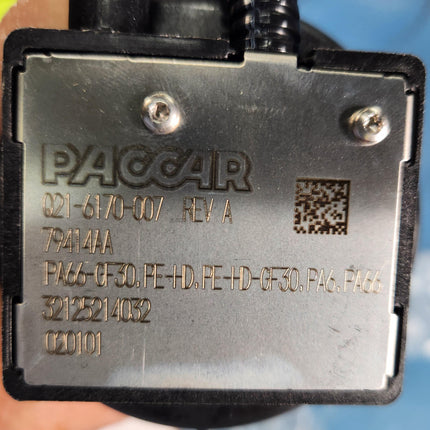 PACCAR
Q21-6170-007 REV A
79414AA
PA66-GF30,PE-HD,PE-HD-GF30,PA6,PA66
32125214032
020101